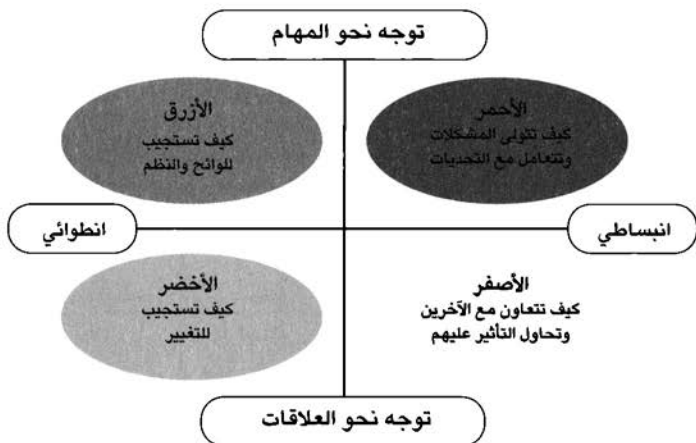 توجه نحو المهام
الأحمر
كيف تتولى المشكلات
وتتعامل مع التحديات
الأزرق
كيف تستجيب
للوائح والنظم
انبساطي
انطوائي
الأصفر
كيف تتعاون مع الآخرين
وتحاول التأثير عليهم
الأخضر
كيف تستجيب
للتغيير
توجه نحو العلاقات